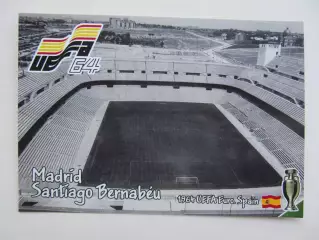 UEFA
64
Madrid
Santiago Bernabéu
1964 UEFA Euro. Spain